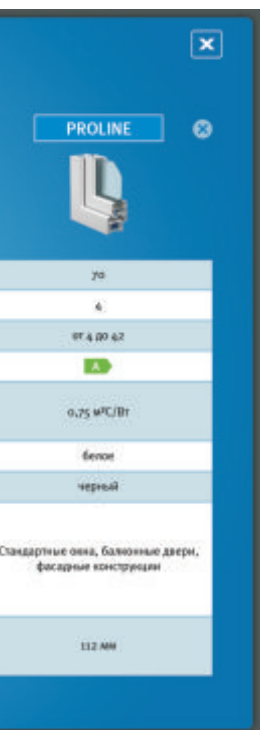 PROLINE
70
4
от 4 до 42
A
0,75 м²С/Вт
белое
черный
Стандартные окна, балконные двери,
фасадные конструкции
112 мм